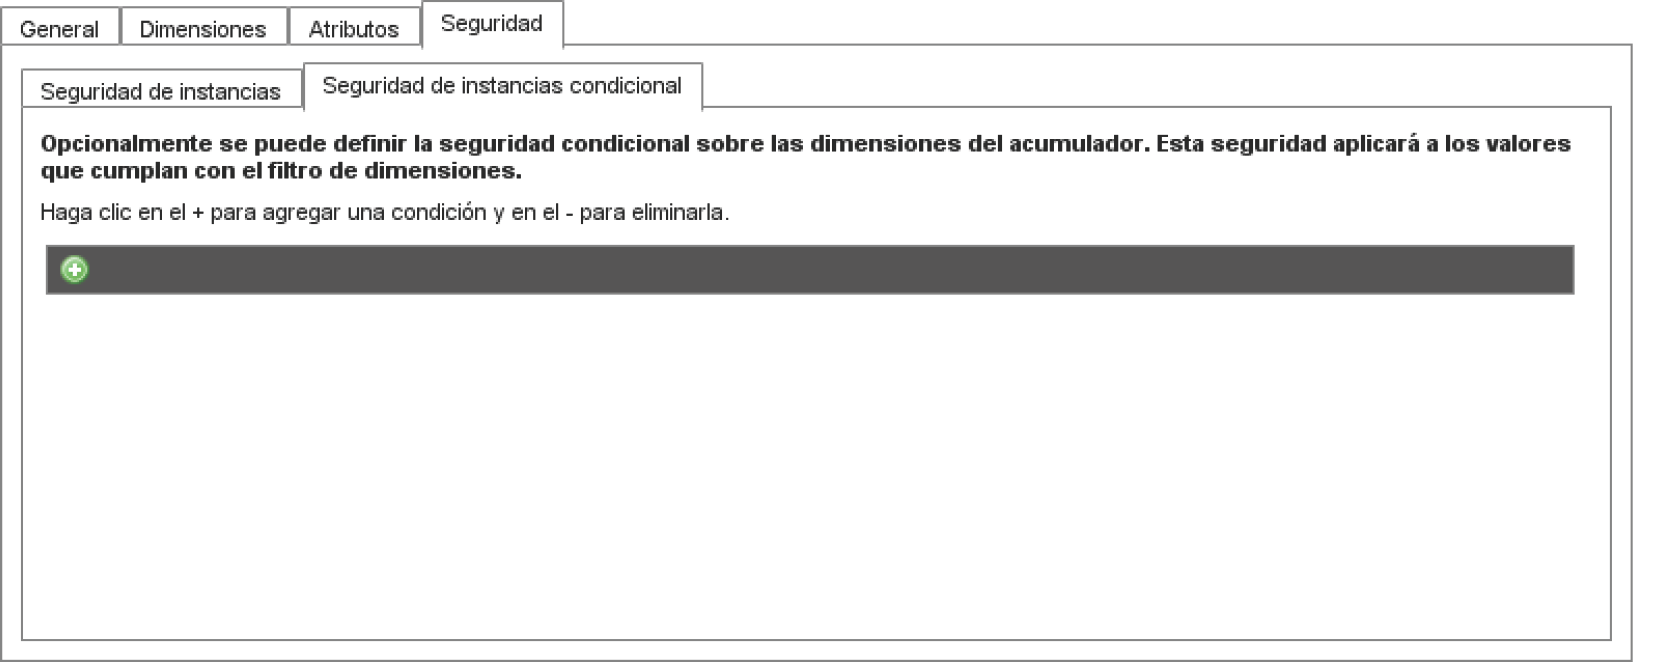 General
Dimensiones
Atributos
Seguridad
Seguridad de instancias
Seguridad de instancias condicional
Opcionalmente se puede definir la seguridad condicional sobre las dimensiones del acumulador. Esta seguridad aplicará a los valores
que cumplan con el filtro de dimensiones.
Haga clic en el + para agregar una condición y en el - para eliminarla.